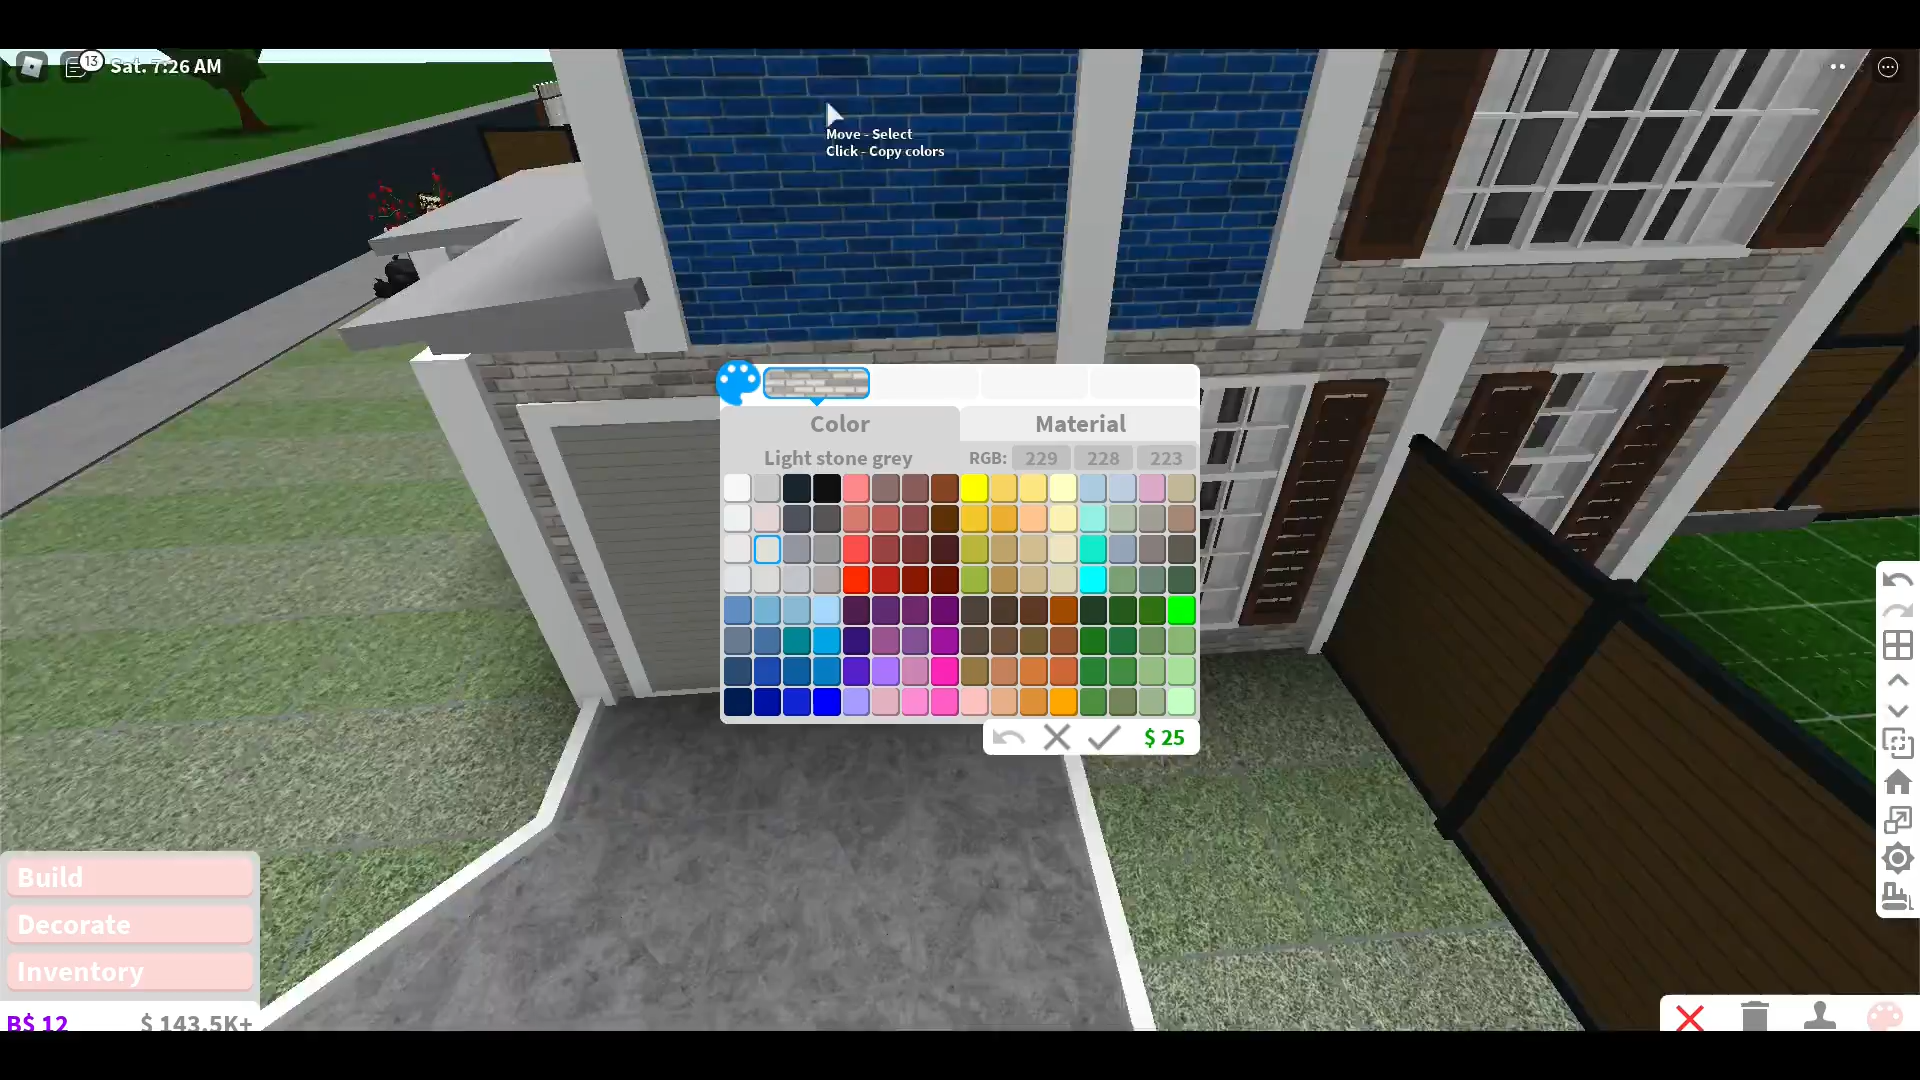 13
Sat. 7:26 AM
Move - Select
Click - Copy colors
Color
Material
Light stone grey
RGB: 229 228 223
$ 25
Build
Decorate
Inventory
B$ 12
$ 143.5K+